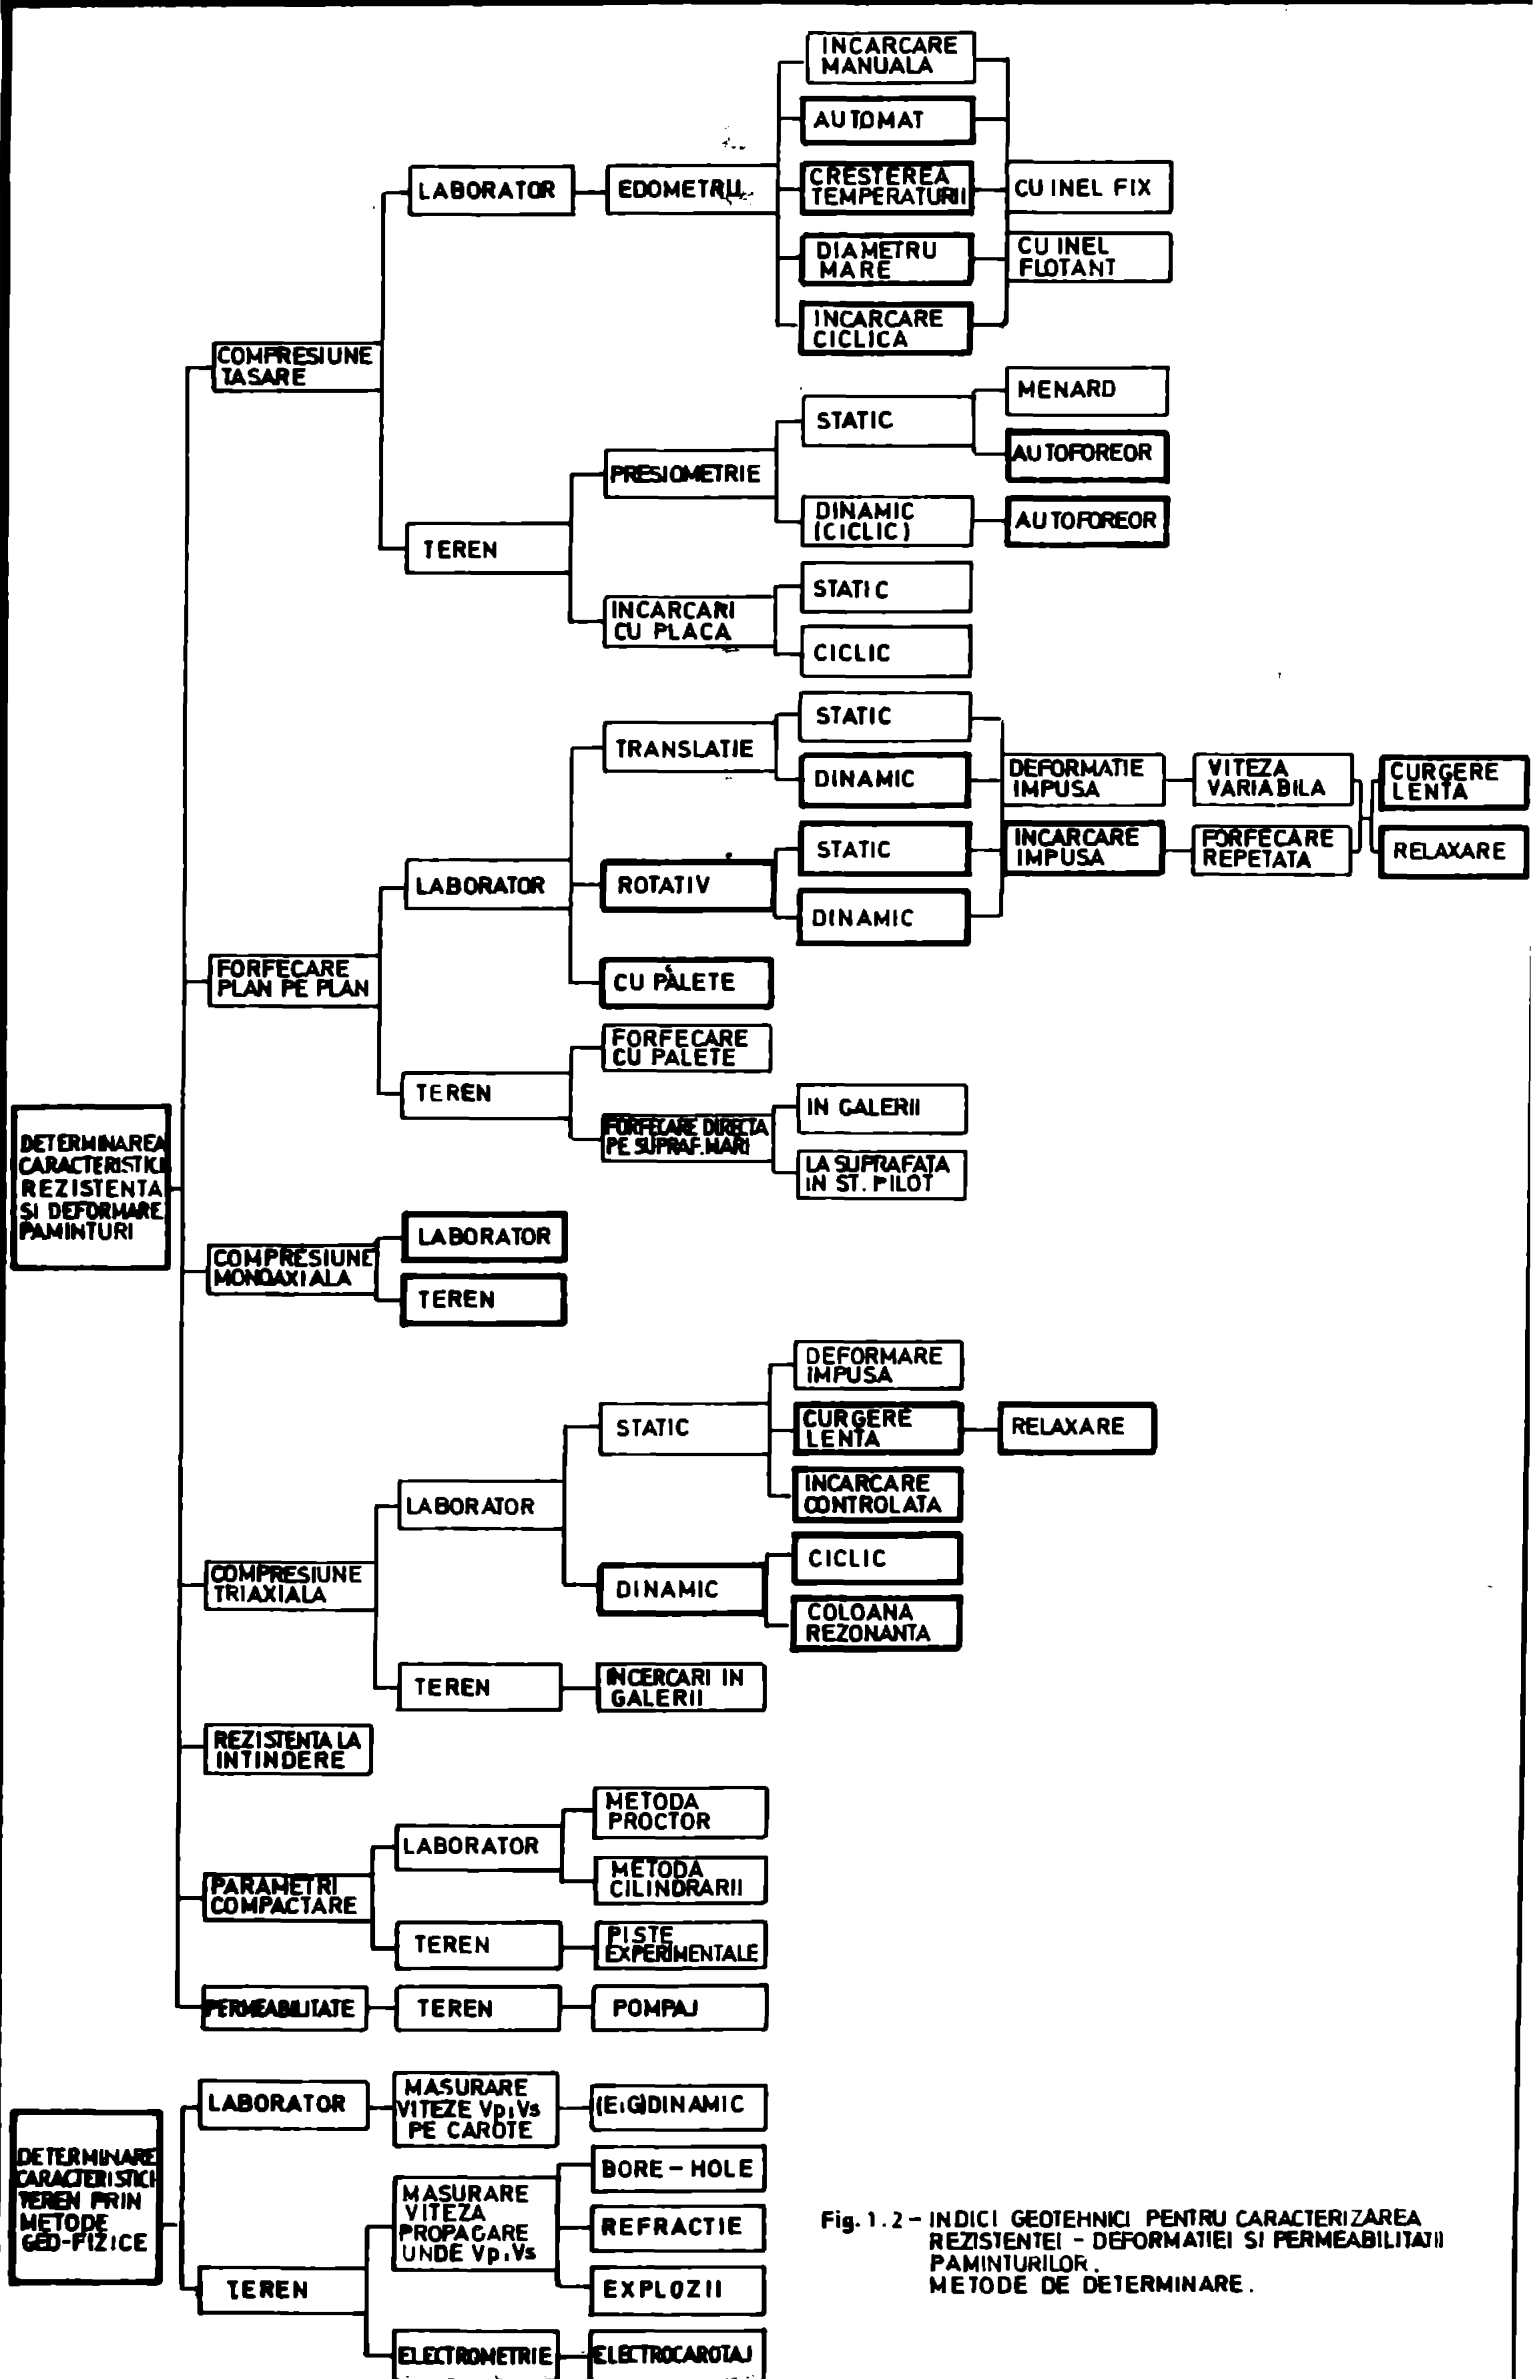 INCARCARE
MANUALA
AUTOMAT
LABORATOR
EDOMETRU
CRESTEREA
TEMPERATURII
CU INEL FIX
DIAMETRU
MARE
CU INEL
FLOTANT
INCARCARE
CICLICA
COMPRESIUNE
TASARE
MENARD
STATIC
AUTOFOREOR
PRESIOMETRIE
DINAMIC
(CICLIC)
AUTOFOREOR
TEREN
STATIC
INCARCARI
CU PLACA
CICLIC
STATIC
TRANSLATIE
DINAMIC
DEFORMATIE
IMPUSA
VITEZA
VARIABILA
CURGERE
LENTA
STATIC
INCARCARE
IMPUSA
FORFECARE
REPETATA
RELAXARE
LABORATOR
ROTATIV
DINAMIC
FORFECARE
PLAN PE PLAN
CU PALETE
FORFECARE
CU PALETE
TEREN
IN GALERII
FORFECARE DIRECTA
PE SUPRAF. MARI
LA SUPRAFATA
IN ST. PILOT
DETERMINAREA
CARACTERISTICI
REZISTENTA
SI DEFORMARE
PAMINTURI
LABORATOR
COMPRESIUNE
MONOAXIALA
TEREN
DEFORMARE
IMPUSA
STATIC
CURGERE
LENTA
RELAXARE
INCARCARE
CONTROLATA
LABORATOR
CICLIC
COMPRESIUNE
TRIAXIALA
DINAMIC
COLOANA
REZONANTA
TEREN
INCERCARI IN
GALERII
REZISTENTA LA
INTINDERE
METODA
PROCTOR
LABORATOR
METODA
CILINDRARII
PARAMETRI
COMPACTARE
TEREN
PISTE
EXPERIMENTALE
PERMEABILITATE
TEREN
POMPAJ
LABORATOR
MASURARE
VITEZE Vp,Vs
PE CAROTE
(E,G)DINAMIC
DETERMINARE
CARACTERISTICI
TEREN PRIN
METODE
GEO-FIZICE
BORE-HOLE
MASURARE
VITEZA
PROPAGARE
UNDE Vp,Vs
REFRACTIE
TEREN
EXPLOZII
ELECTROMETRIE
ELECTROCAROTAJ
Fig. 1.2 - INDICI GEOTEHNICI PENTRU CARACTERIZAREA
REZISTENTEI - DEFORMATIEI SI PERMEABILITATII
PAMINTURILOR.
METODE DE DETERMINARE.